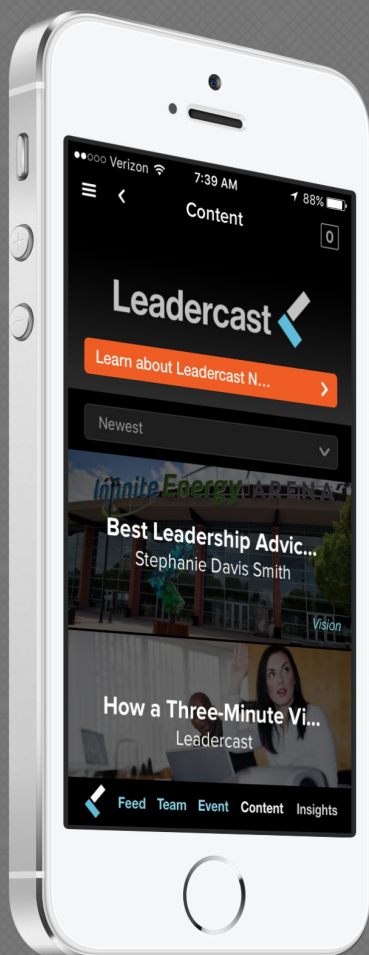 Verizon
7:39 AM
88%
Content
0
Leadercast
Learn about Leadercast N...
Newest
Infinite Energy ARENA
Best Leadership Advic...
Stephanie Davis Smith
Vision
How a Three-Minute Vi...
Leadercast
Feed Team Event Content Insights